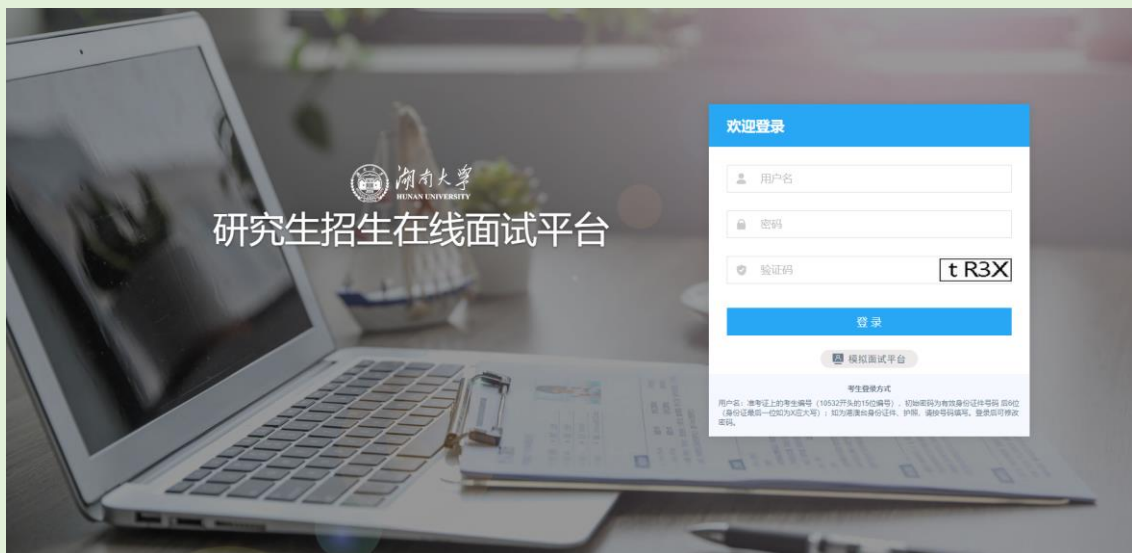 湖南大学
HUNAN UNIVERSITY
研究生招生在线面试平台
欢迎登录
用户名
密码
验证码
t R3X
登录
模拟面试平台
考生登录方式
用户名：准考证上的考生编号（10532开头的15位编号），初始密码为有效身份证件号码 后6位
（身份证最后一位如为X应大写）；如为港澳台身份证件、护照，请按号码填写。登录后可修改
密码。